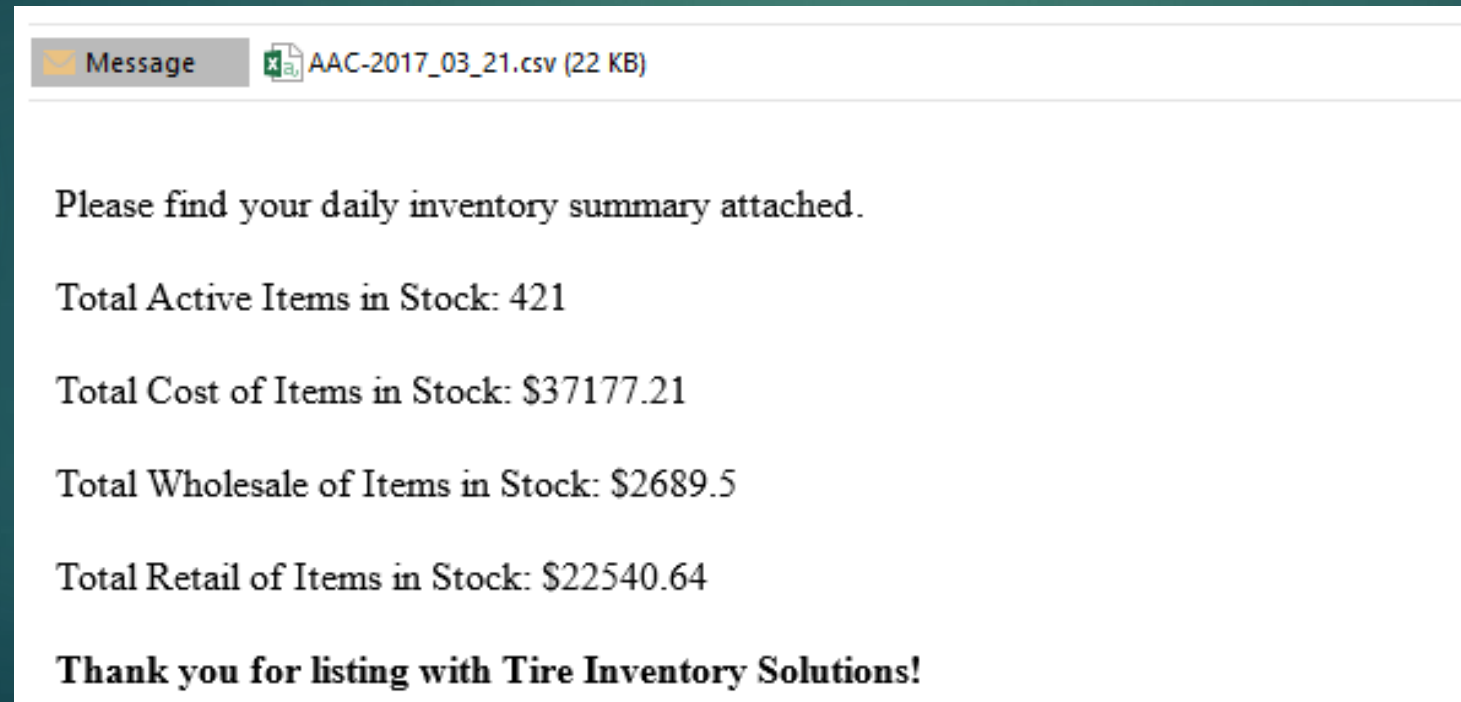 Message AAC-2017_03_21.csv (22 KB)
Please find your daily inventory summary attached.
Total Active Items in Stock: 421
Total Cost of Items in Stock: $37177.21
Total Wholesale of Items in Stock: $2689.5
Total Retail of Items in Stock: $22540.64
Thank you for listing with Tire Inventory Solutions!